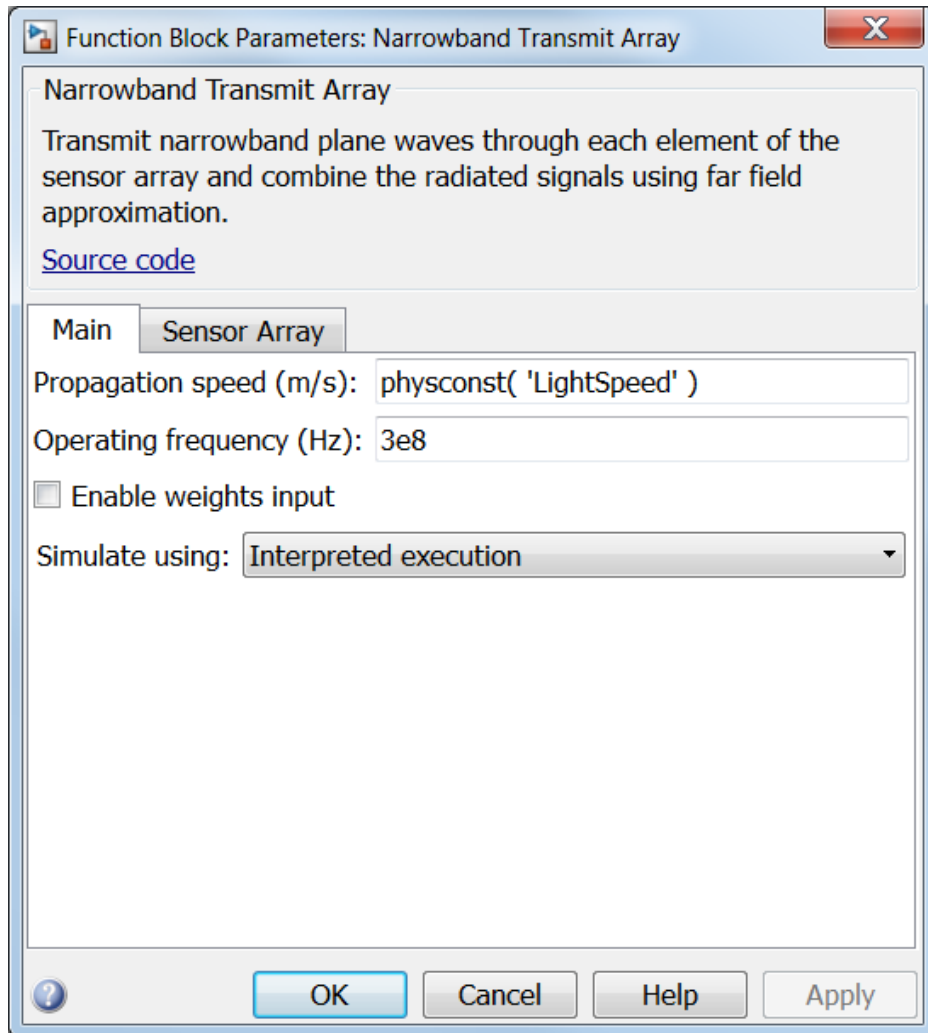 Function Block Parameters: Narrowband Transmit Array
Narrowband Transmit Array
Transmit narrowband plane waves through each element of the
sensor array and combine the radiated signals using far field
approximation.
Source code
Main Sensor Array
Propagation speed (m/s): physconst( 'LightSpeed' )
Operating frequency (Hz): 3e8
Enable weights input
Simulate using: Interpreted execution
OK Cancel Help Apply